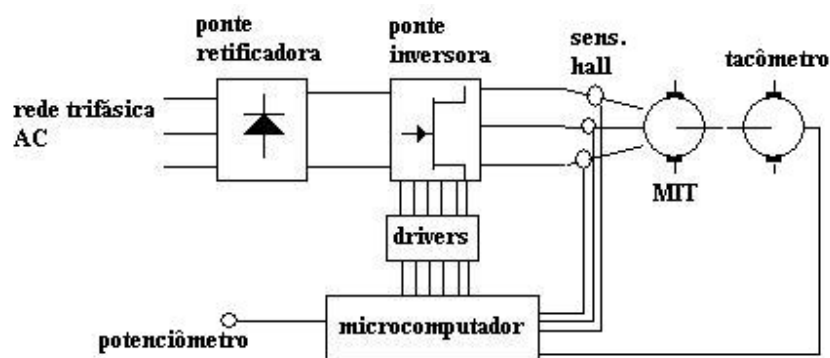 ponte
retificadora
ponte
inversora
sens.
hall
tacômetro
rede trifásica
AC
MIT
drivers
microcomputador
potenciômetro